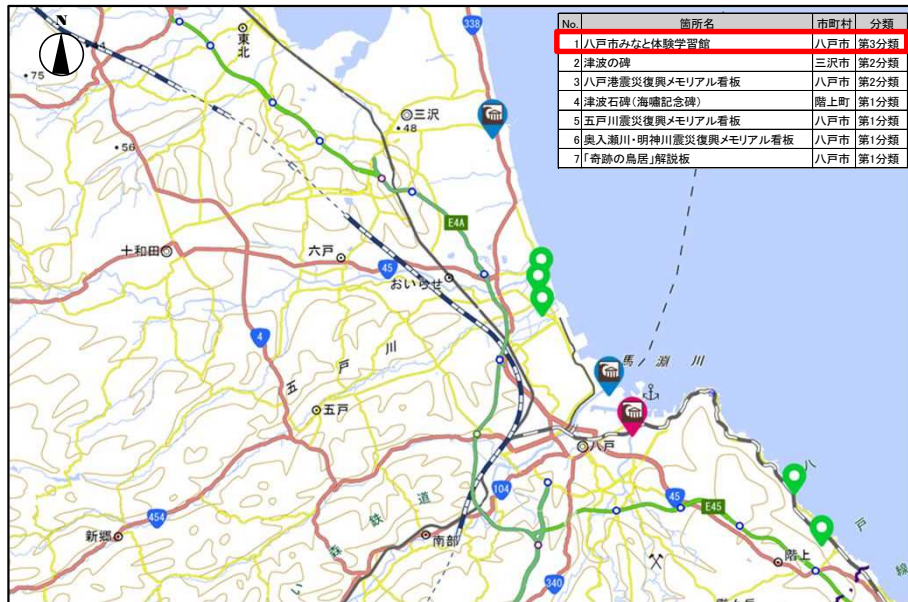 No. 箇所名 市町村 分類
1 八戸市みなと体験学習館 八戸市 第3分類
2 津波の碑 三沢市 第2分類
3 八戸港震災復興メモリアル看板 八戸市 第2分類
4 津波石碑（海嘯記念碑） 階上町 第1分類
5 五戸川震災復興メモリアル看板 八戸市 第1分類
6 奥入瀬川・明神川震災復興メモリアル看板 八戸市 第1分類
7 「奇跡の鳥居」解説板 八戸市 第1分類
N
338
東北
75
三沢
48
56
E4A
十和田
六戸
45
おいらせ
4
馬淵川
五戸川
五戸
八戸
104
45
E45
八戸線
454
新郷
い森鉄道
南部
階上
340